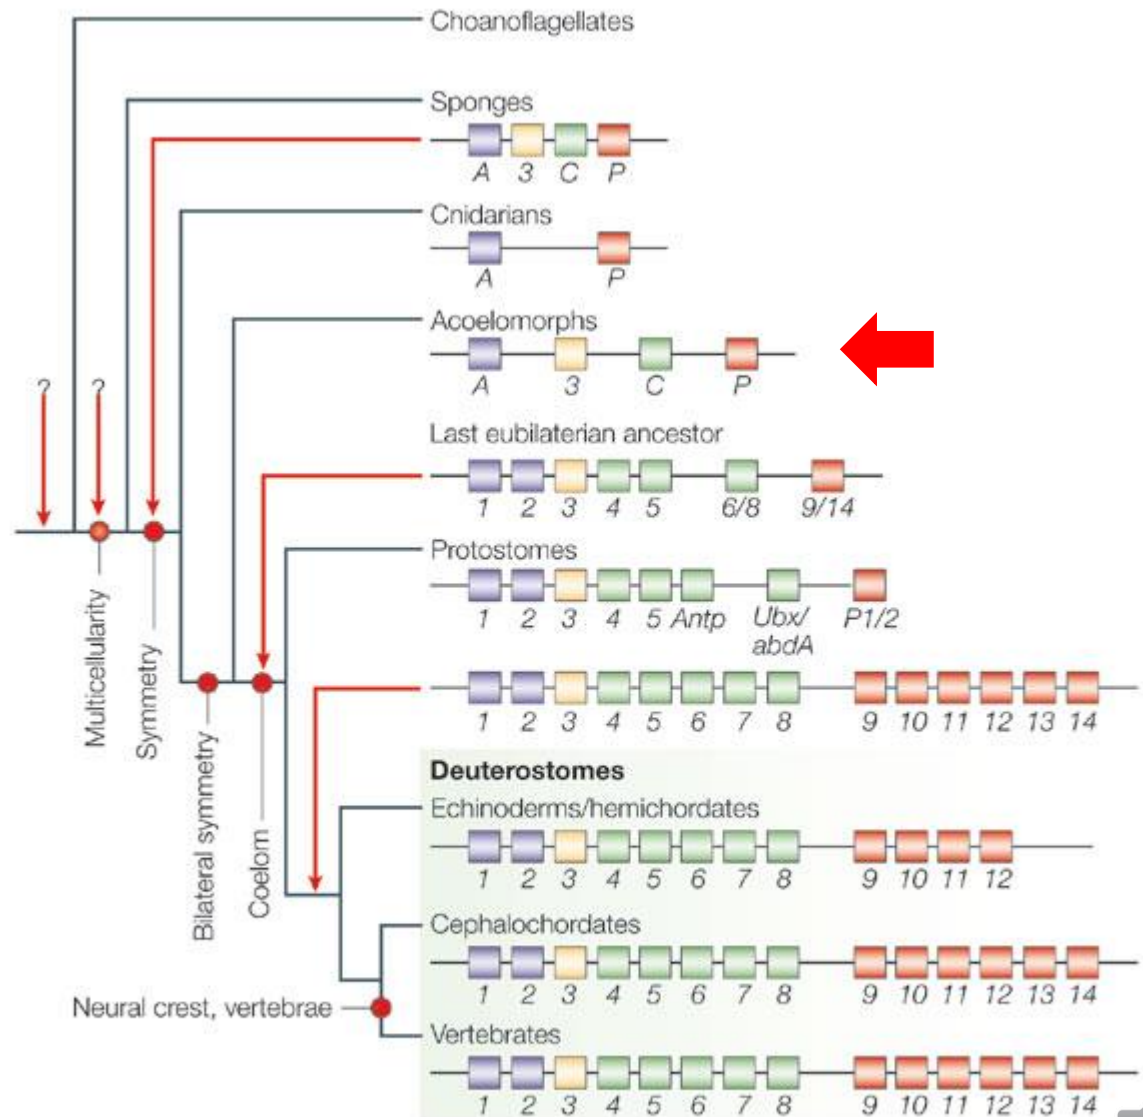 Choanoflagellates
Sponges
A 3 C P
Cnidarians
A P
Acoelomorphs
A 3 C P
? ?
Last eubilaterian ancestor
1 2 3 4 5 6/8 9/14
Protostomes
1 2 3 4 5 Antp Ubx/ P1/2
abdA
1 2 3 4 5 6 7 8 9 10 11 12 13 14
Multicellularity
Symmetry
Bilateral symmetry
Coelom
Deuterostomes
Echinoderms/hemichordates
1 2 3 4 5 6 7 8 9 10 11 12
Cephalochordates
1 2 3 4 5 6 7 8 9 10 11 12 13 14
Neural crest, vertebrae
Vertebrates
1 2 3 4 5 6 7 8 9 10 11 12 13 14